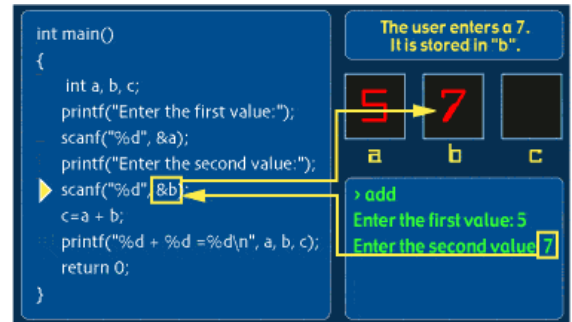 int main()
{
int a, b, c;
printf("Enter the first value:");
scanf("%d", &a);
printf("Enter the second value:");
scanf("%d", &b);
c=a + b;
printf("%d + %d =%d\n", a, b, c);
return 0;
}
The user enters a 7.
It is stored in "b".
5 7
a b c
> add
Enter the first value: 5
Enter the second value: 7